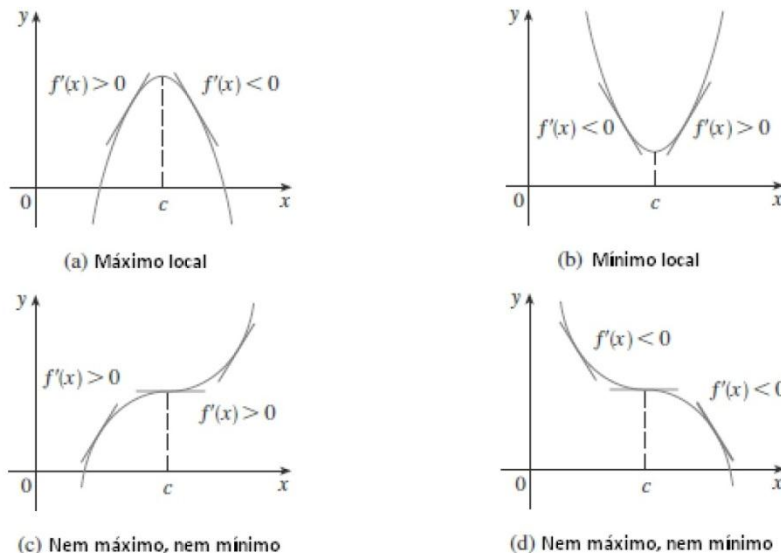 y
f'(x) > 0
f'(x) < 0
0
c
x
(a) Máximo local
y
f'(x) < 0
f'(x) > 0
0
c
x
(b) Mínimo local
y
f'(x) > 0
f'(x) > 0
0
c
x
(c) Nem máximo, nem mínimo
y
f'(x) < 0
f'(x) < 0
0
c
x
(d) Nem máximo, nem mínimo